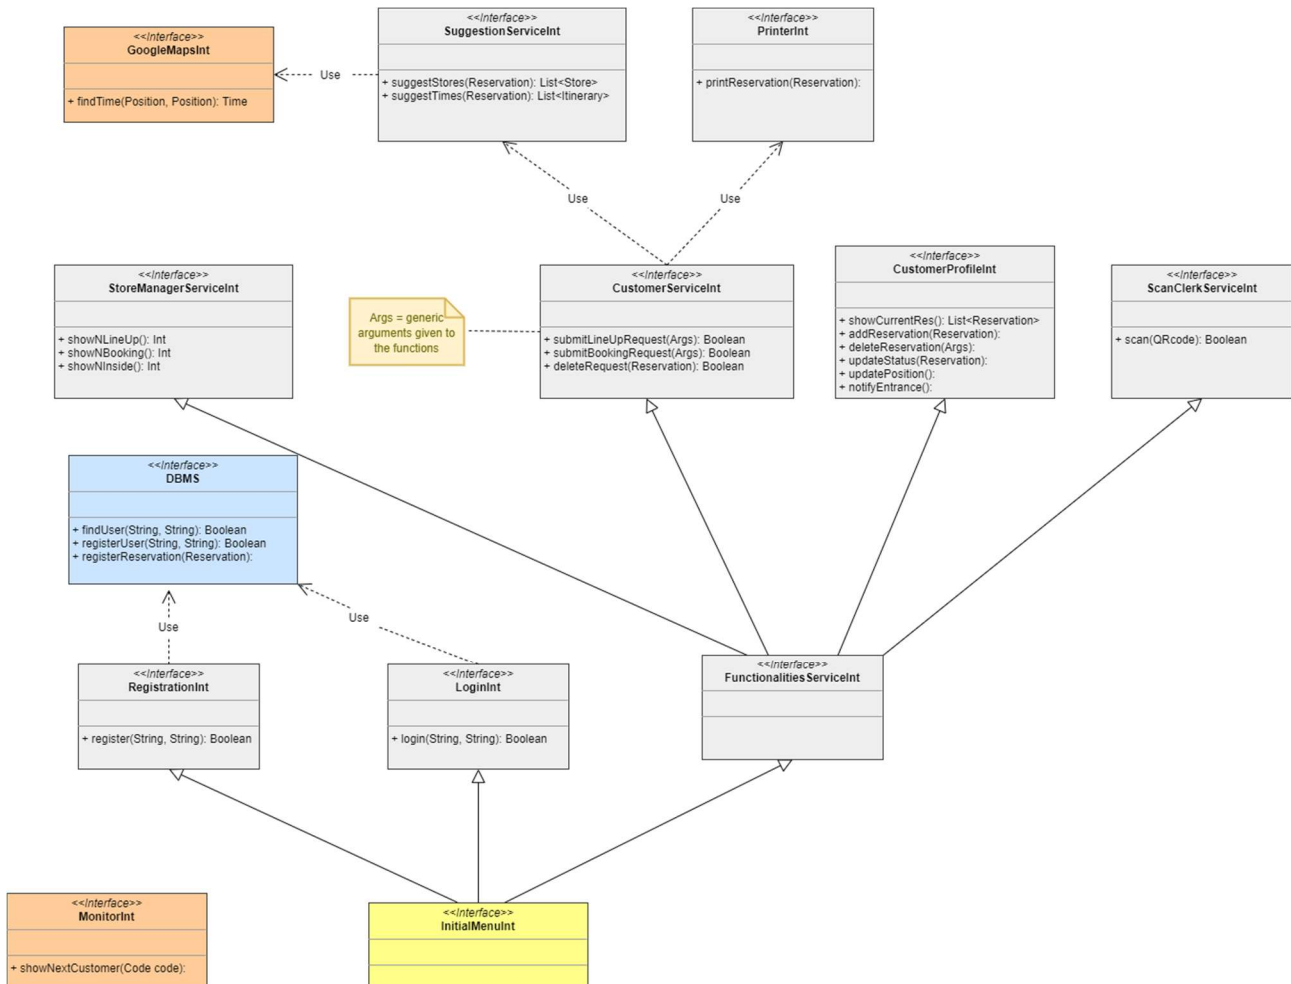 <<Interface>>
GoogleMapsInt
+ findTime(Position, Position): Time
Use
<<Interface>>
SuggestionServiceInt
+ suggestStores(Reservation): List<Store>
+ suggestTimes(Reservation): List<Itinerary>
<<Interface>>
PrinterInt
+ printReservation(Reservation):
Use
Use
<<Interface>>
StoreManagerServiceInt
+ showNLineUp(): Int
+ showNBooking(): Int
+ showNInside(): Int
Args = generic
arguments given to
the functions
<<Interface>>
CustomerServiceInt
+ submitLineUpRequest(Args): Boolean
+ submitBookingRequest(Args): Boolean
+ deleteRequest(Reservation): Boolean
<<Interface>>
CustomerProfileInt
+ showCurrentRes(): List<Reservation>
+ addReservation(Reservation):
+ deleteReservation(Args):
+ updateStatus(Reservation):
+ updatePosition():
+ notifyEntrance():
<<Interface>>
ScanClerkServiceInt
+ scan(QRcode): Boolean
<<Interface>>
DBMS
+ findUser(String, String): Boolean
+ registerUser(String, String): Boolean
+ registerReservation(Reservation):
Use
Use
<<Interface>>
RegistrationInt
+ register(String, String): Boolean
<<Interface>>
LoginInt
+ login(String, String): Boolean
<<Interface>>
FunctionalitiesServiceInt
<<Interface>>
MonitorInt
+ showNextCustomer(Code code):
<<Interface>>
InitialMenuInt